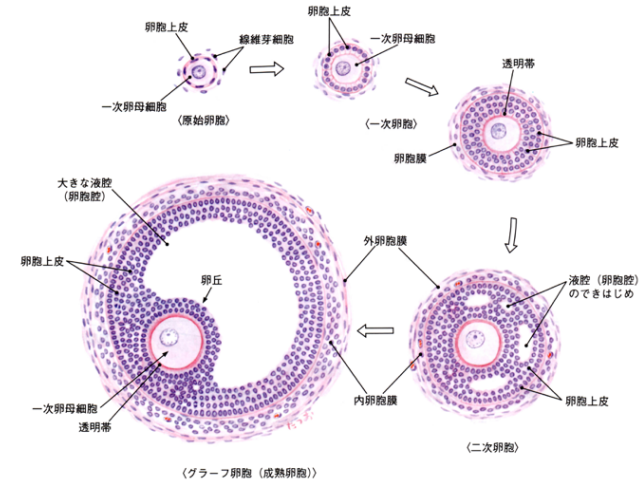 卵胞上皮
線維芽細胞
一次卵母細胞
〈原始卵胞〉
卵胞上皮
一次卵母細胞
〈一次卵胞〉
透明帯
卵胞上皮
卵胞膜
大きな液腔
（卵胞腔）
卵胞上皮
卵丘
外卵胞膜
液腔（卵胞腔）
のできはじめ
一次卵母細胞
透明帯
内卵胞膜
卵胞上皮
〈二次卵胞〉
〈グラーフ卵胞（成熟卵胞）〉